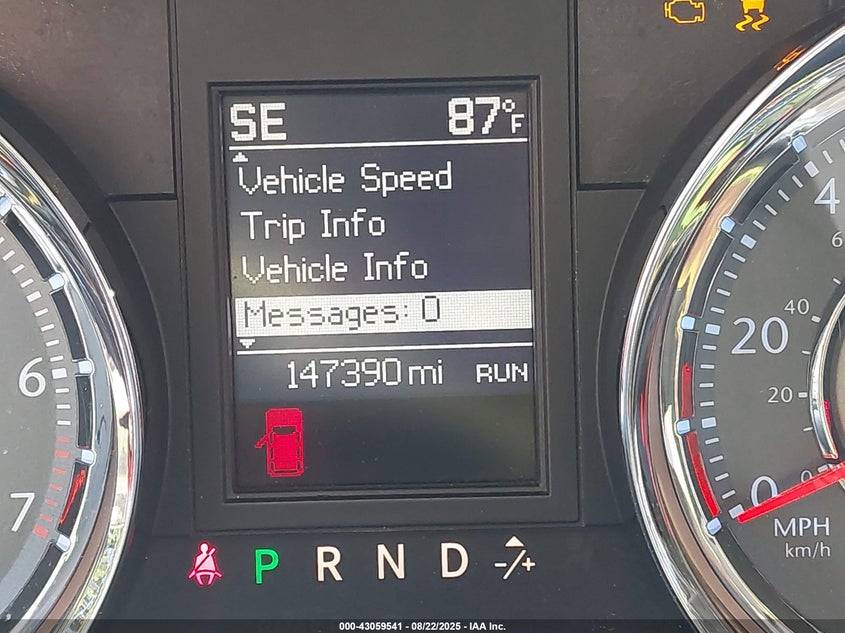 SE 87°F
Vehicle Speed
Trip Info
Vehicle Info
Messages: 0
147390 mi RUN
6
7
4
6
40
20
20
0
0
MPH
km/h
P R N D -/+
000-43059541 - 08/22/2025 - IAA Inc.